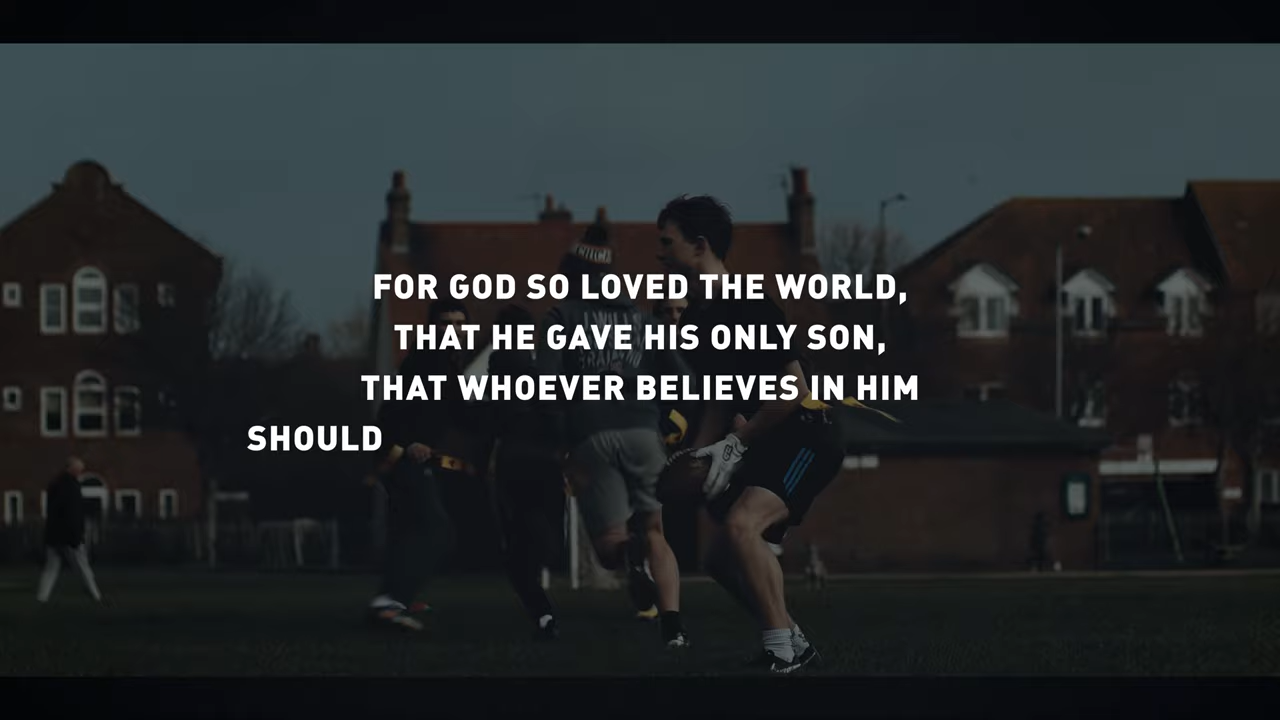 FOR GOD SO LOVED THE WORLD,
THAT HE GAVE HIS ONLY SON,
THAT WHOEVER BELIEVES IN HIM
SHOULD